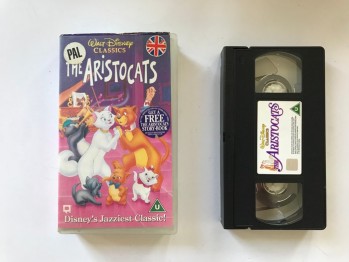 PAL
Walt Disney
CLASSICS
THE ARISTOCATS
GET A
FREE
THE ARISTOCATS
STORY-BOOK
Disney's Jazziest Classic!
U
Walt Disney
CLASSICS
THE ARISTOCATS
U